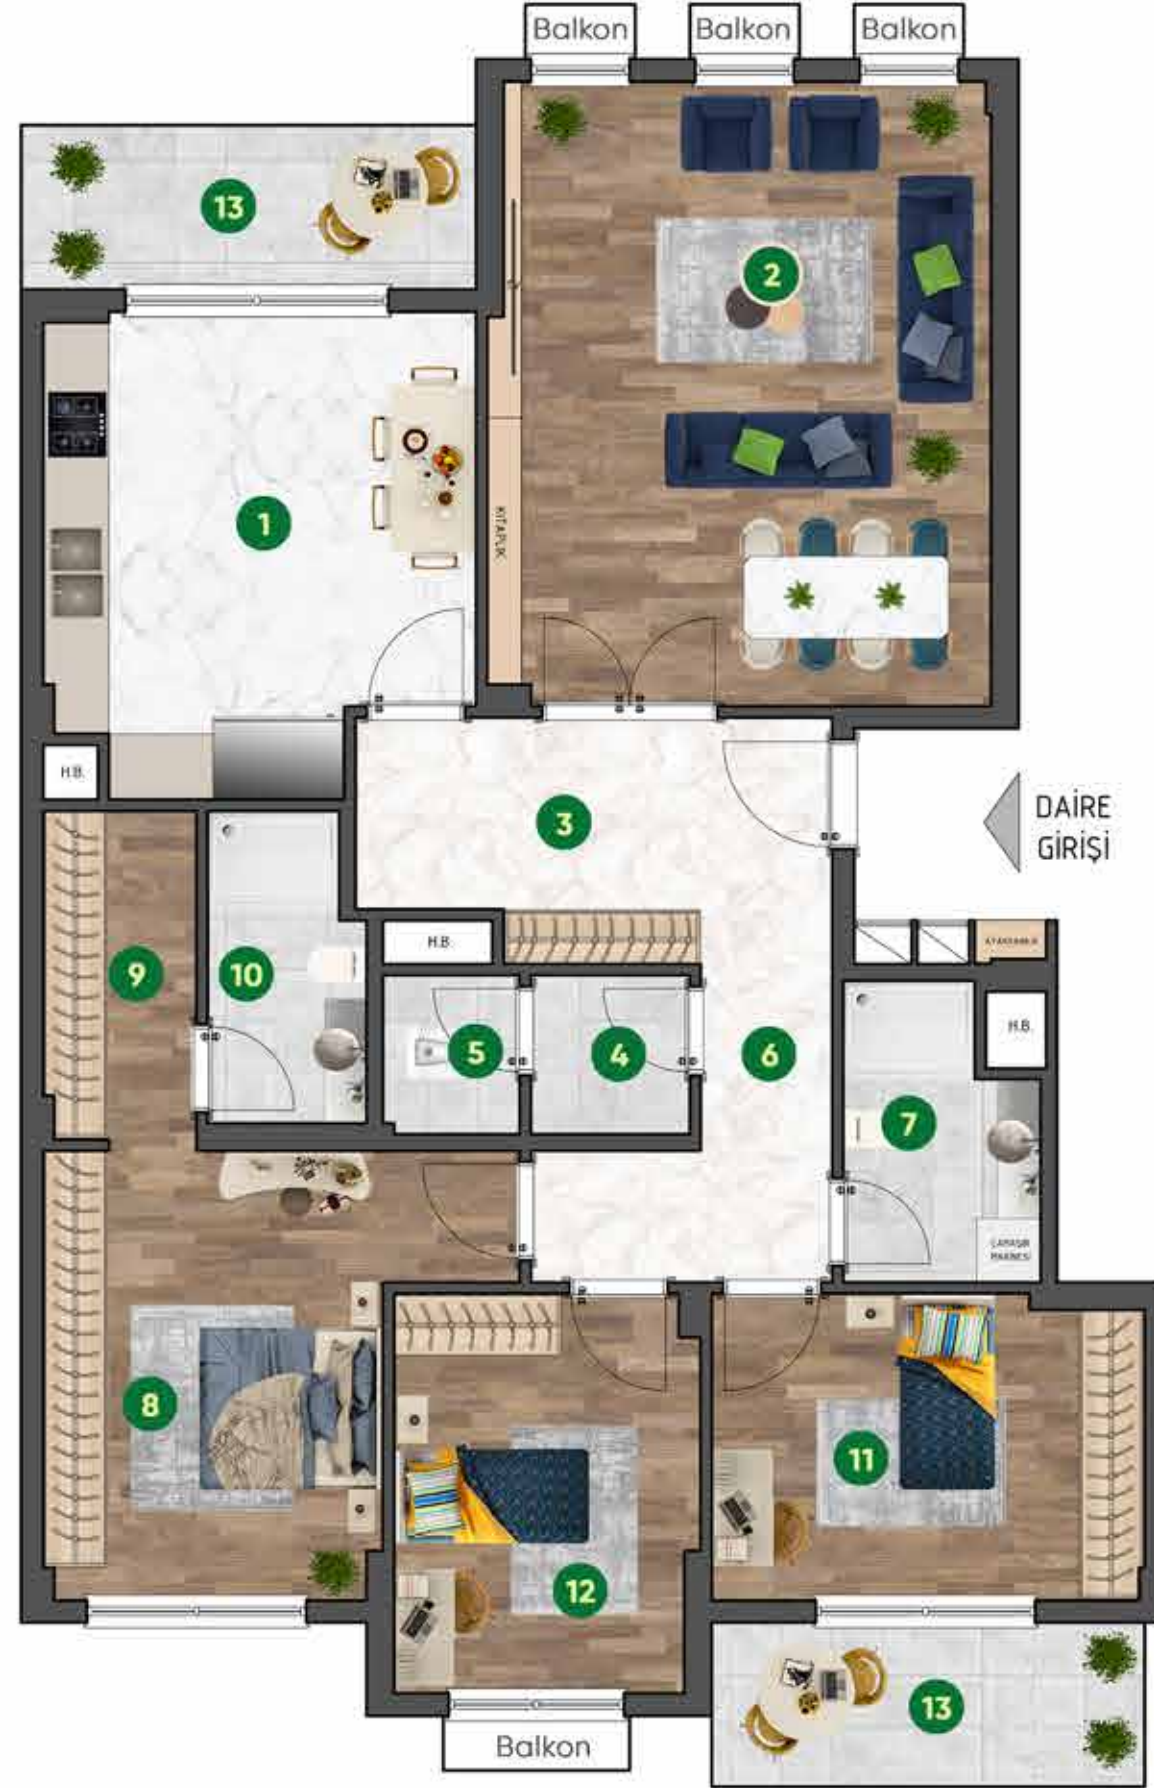 Balkon
Balkon
Balkon
13
2
1
KİTAPLIK
H.B.
3
DAİRE
GİRİŞİ
9
10
H.B.
AYAKKABILIK
5
4
6
H.B.
7
ÇAMAŞIR
MAKİNESİ
8
11
12
13
Balkon